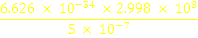 6.626 × 10⁻³⁴ × 2.998 × 10⁸
5 × 10⁻⁷